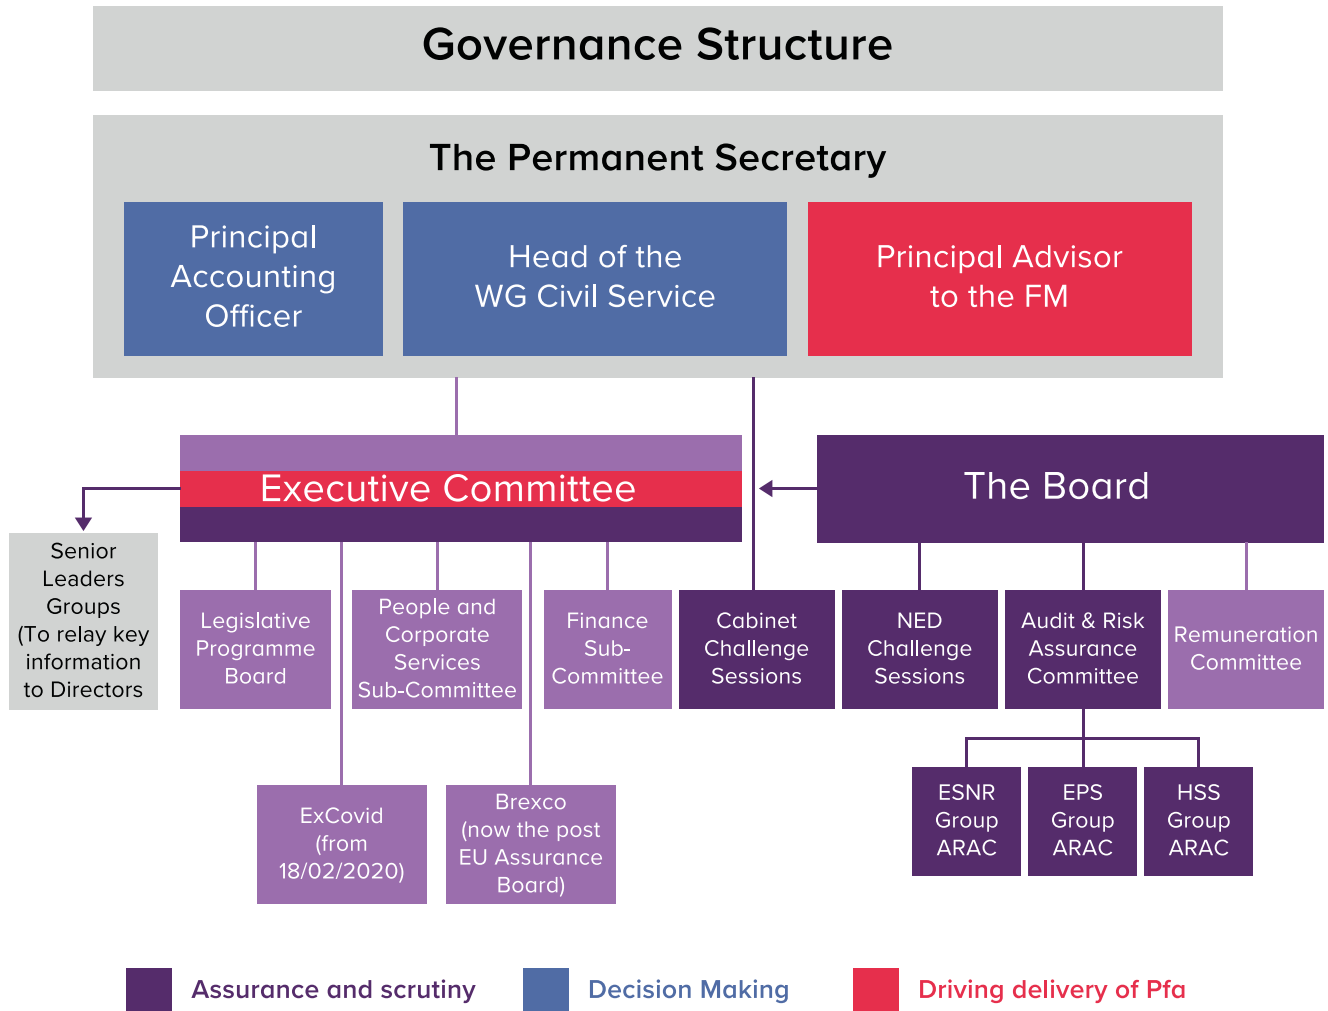 Governance Structure
The Permanent Secretary
Principal
Accounting
Officer
Head of the
WG Civil Service
Principal Advisor
to the FM
Executive Committee
The Board
Senior
Leaders
Groups
(To relay key
information
to Directors
Legislative
Programme
Board
People and
Corporate
Services
Sub-Committee
Finance
Sub-
Committee
Cabinet
Challenge
Sessions
NED
Challenge
Sessions
Audit & Risk
Assurance
Committee
Remuneration
Committee
ExCovid
(from
18/02/2020)
Brexco
(now the post
EU Assurance
Board)
ESNR
Group
ARAC
EPS
Group
ARAC
HSS
Group
ARAC
Assurance and scrutiny
Decision Making
Driving delivery of Pfa